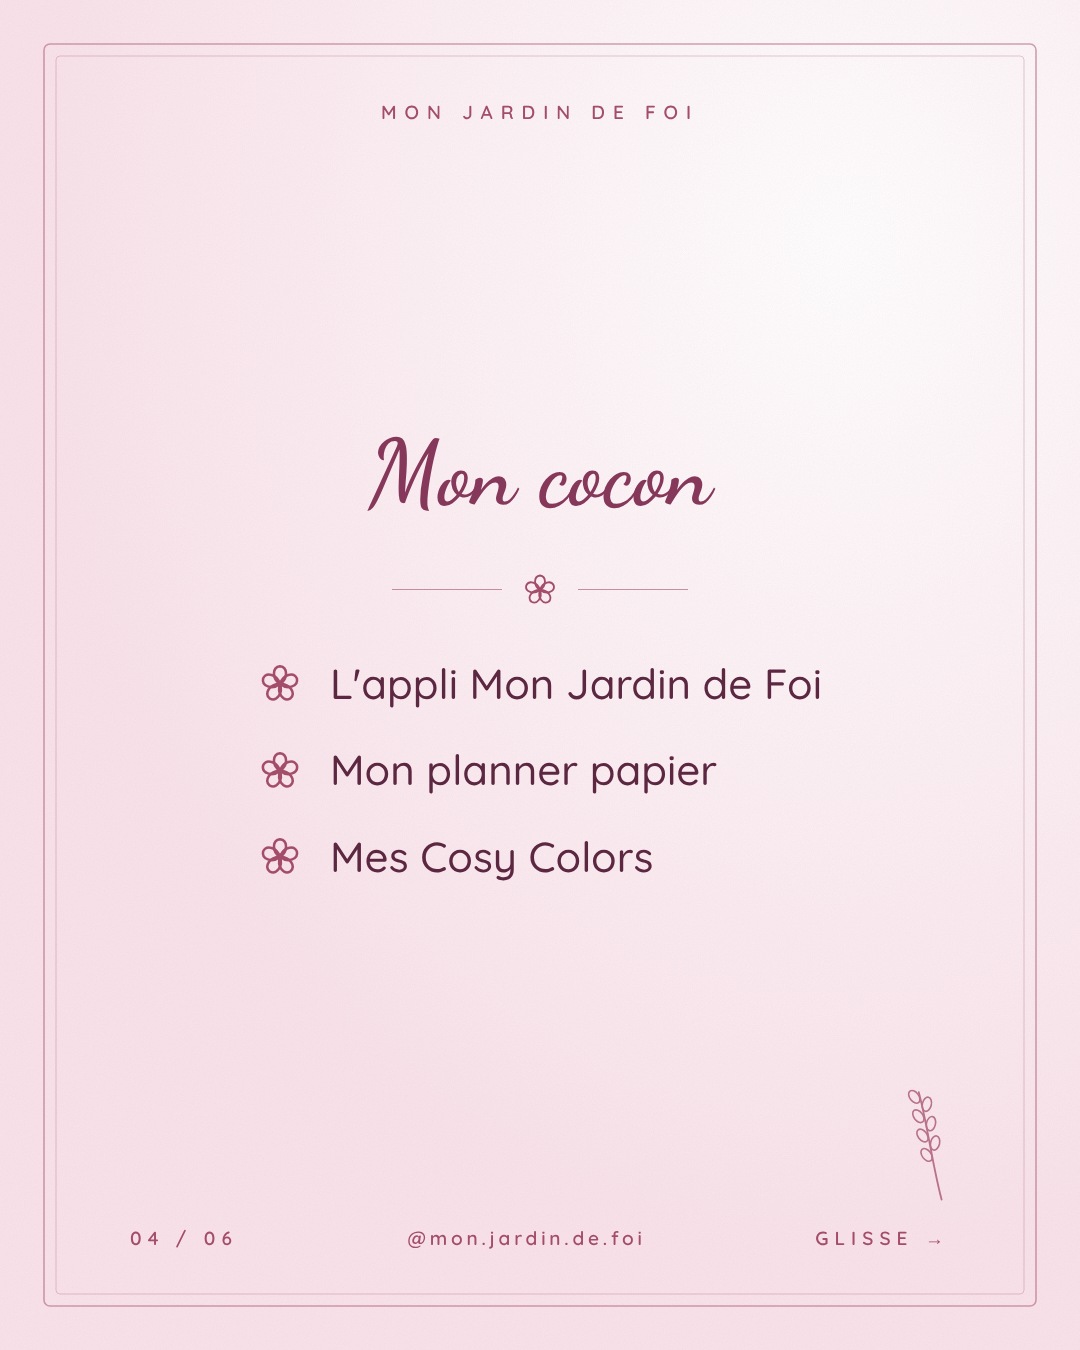 MON JARDIN DE FOI
Mon cocon
L'appli Mon Jardin de Foi
Mon planner papier
Mes Cosy Colors
04 / 06
@mon.jardin.de.foi
GLISSE →